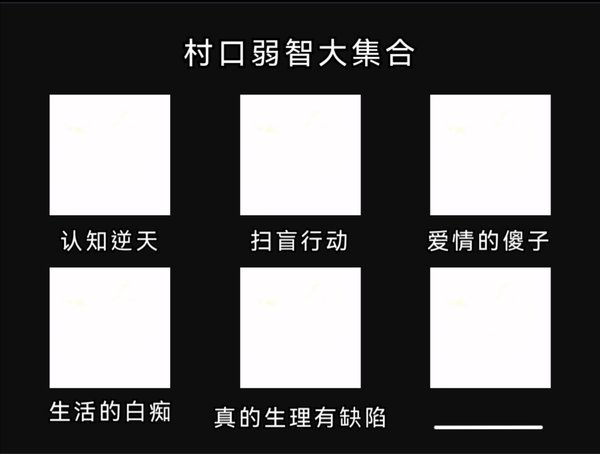 村口弱智大集合
认知逆天
扫盲行动
爱情的傻子
生活的白痴
真的生理有缺陷